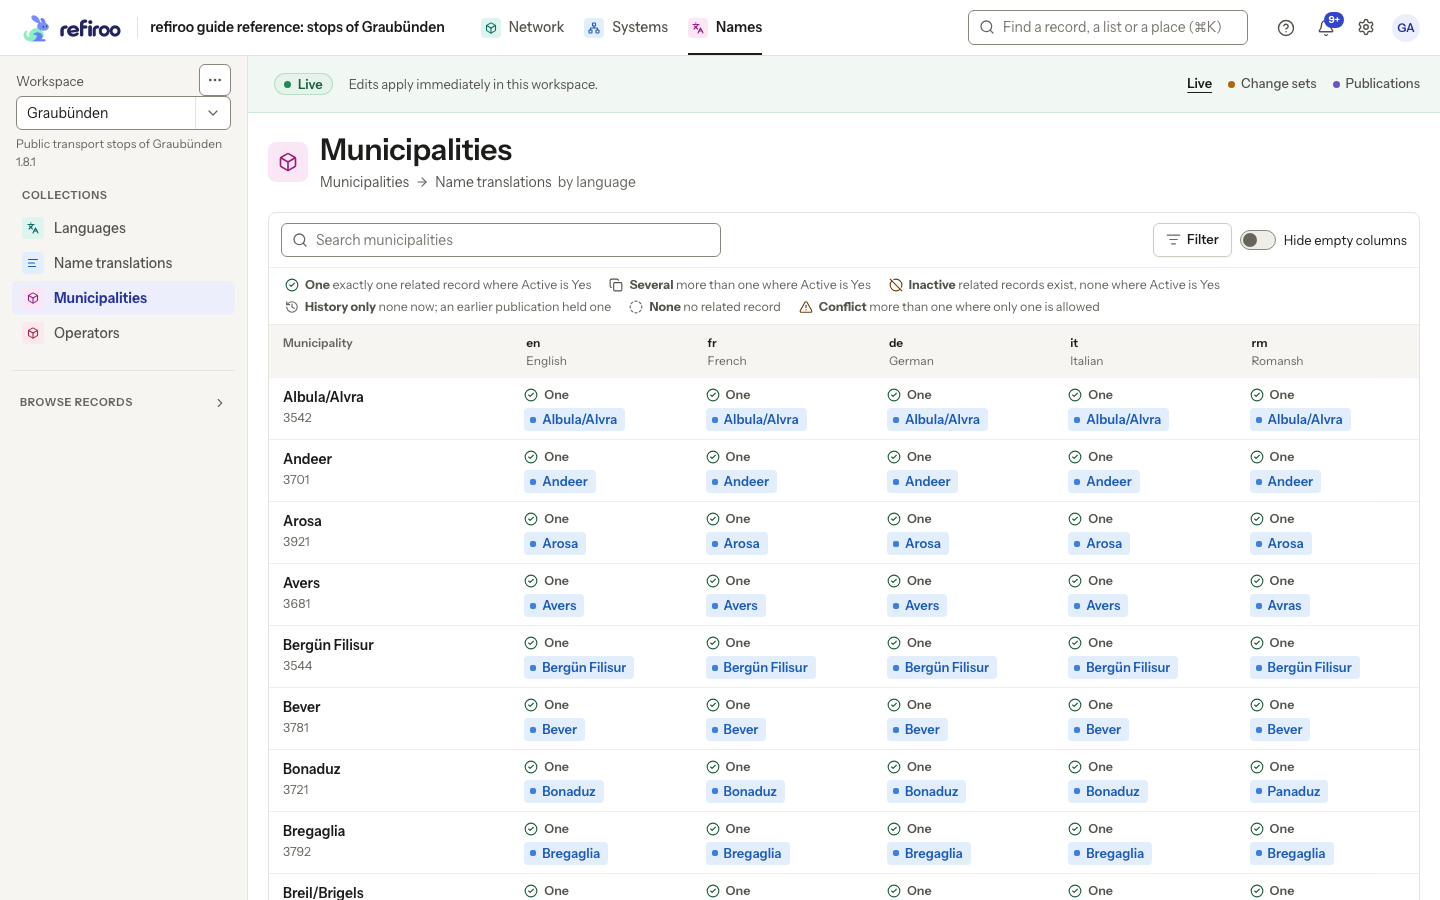 refiroo
refiroo guide reference: stops of Graubünden
Network
Systems
Names
Find a record, a list or a place (⌘K)
9+
GA
Workspace
Graubünden
Public transport stops of Graubünden
1.8.1
COLLECTIONS
Languages
Name translations
Municipalities
Operators
BROWSE RECORDS
Live
Edits apply immediately in this workspace.
Live
Change sets
Publications
Municipalities
Municipalities → Name translations by language
Search municipalities
Filter
Hide empty columns
One exactly one related record where Active is Yes
Several more than one where Active is Yes
Inactive related records exist, none where Active is Yes
History only none now; an earlier publication held one
None no related record
Conflict more than one where only one is allowed
Municipality en fr de it rm
English French German Italian Romansh
Albula/Alvra One One One One One
3542 Albula/Alvra Albula/Alvra Albula/Alvra Albula/Alvra Albula/Alvra
Andeer One One One One One
3701 Andeer Andeer Andeer Andeer Andeer
Arosa One One One One One
3921 Arosa Arosa Arosa Arosa Arosa
Avers One One One One One
3681 Avers Avers Avers Avers Avras
Bergün Filisur One One One One One
3544 Bergün Filisur Bergün Filisur Bergün Filisur Bergün Filisur Bergün Filisur
Bever One One One One One
3781 Bever Bever Bever Bever Bever
Bonaduz One One One One One
3721 Bonaduz Bonaduz Bonaduz Bonaduz Panaduz
Bregaglia One One One One One
3792 Bregaglia Bregaglia Bregaglia Bregaglia Bregaglia
Breil/Brigels One One One One One